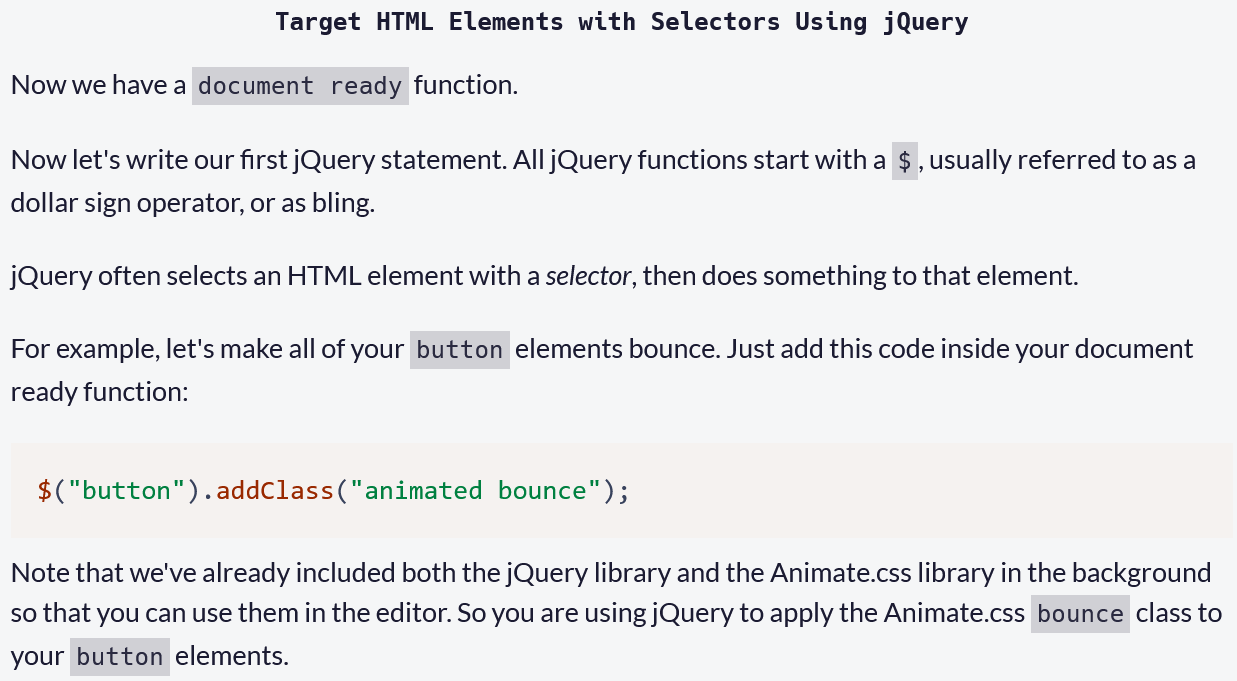 Target HTML Elements with Selectors Using jQuery
Now we have a document ready function.
Now let's write our first jQuery statement. All jQuery functions start with a $, usually referred to as a
dollar sign operator, or as bling.
jQuery often selects an HTML element with a selector, then does something to that element.
For example, let's make all of your button elements bounce. Just add this code inside your document
ready function:
$("button").addClass("animated bounce");
Note that we've already included both the jQuery library and the Animate.css library in the background
so that you can use them in the editor. So you are using jQuery to apply the Animate.css bounce class to
your button elements.